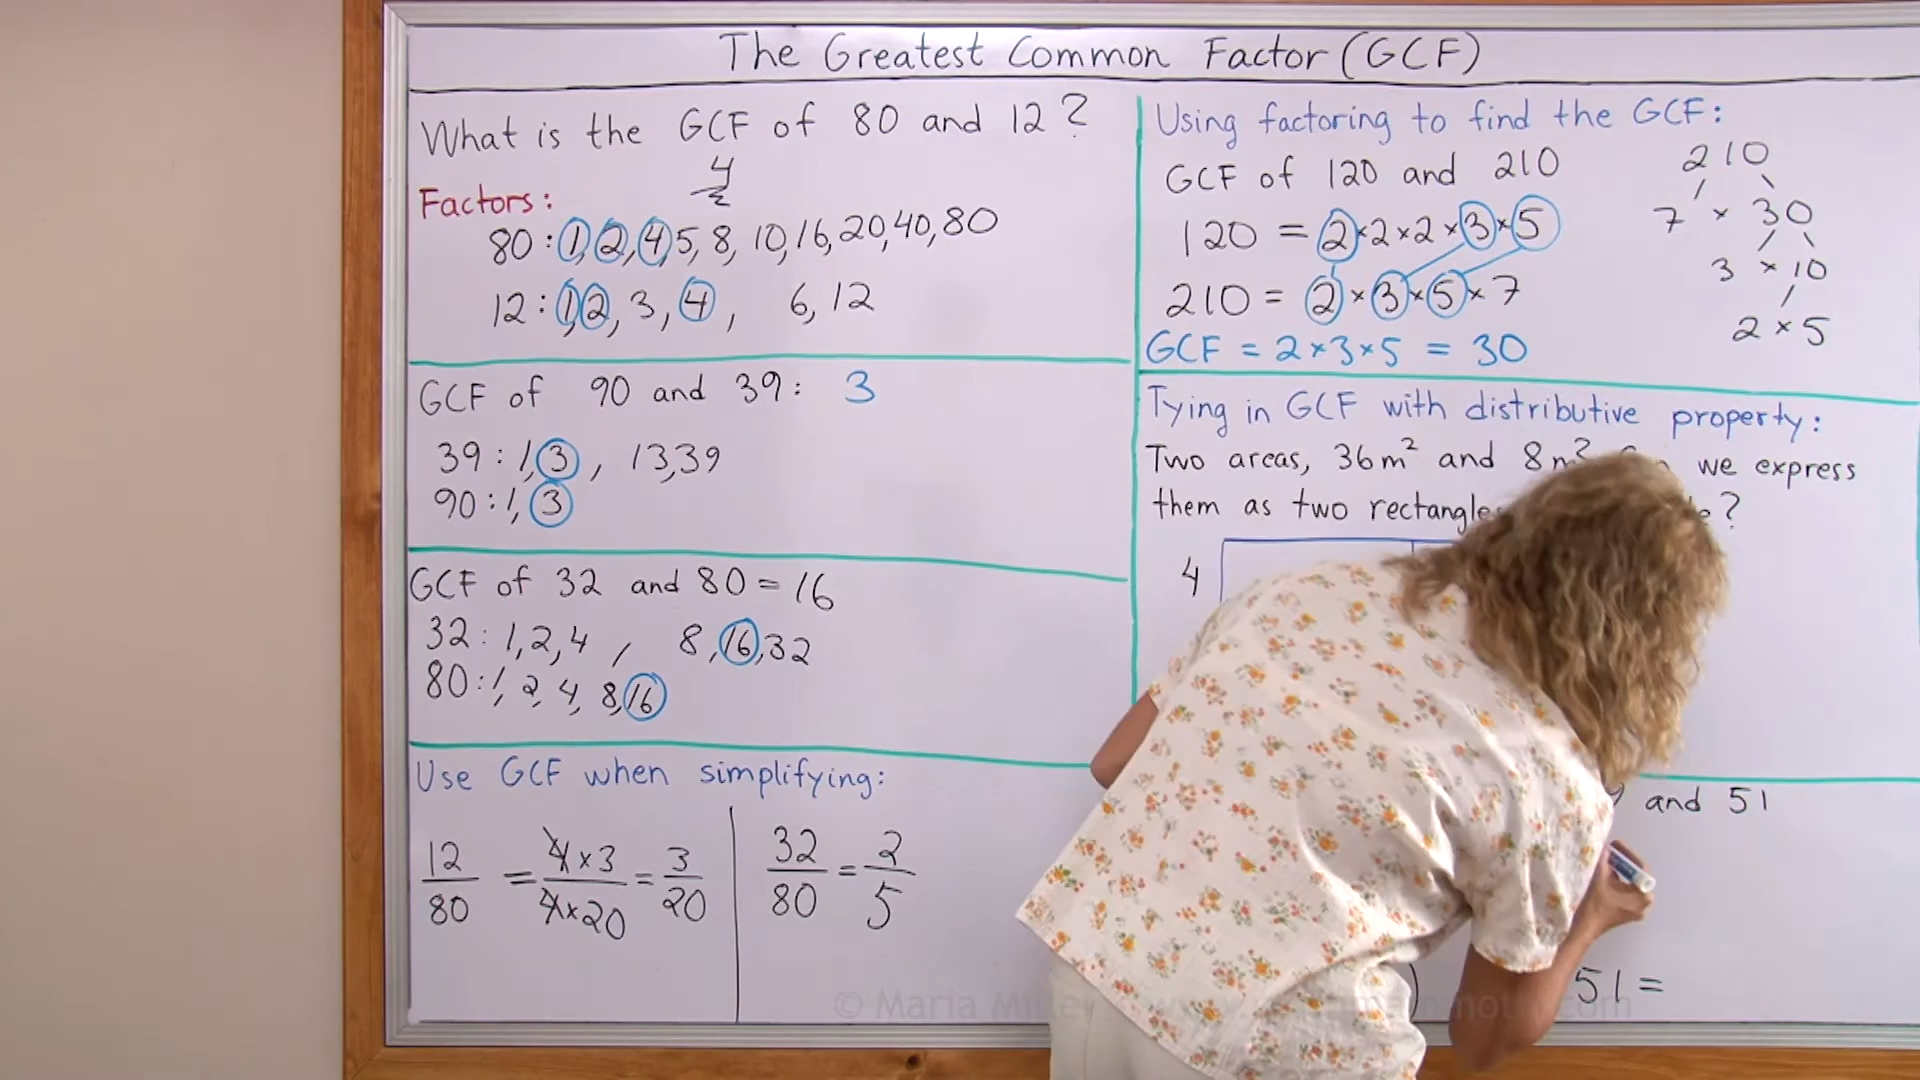 The Greatest Common Factor (GCF)
What is the GCF of 80 and 12?
4
Factors:
80: 1, 2, 4, 5, 8, 10, 16, 20, 40, 80
12: 1, 2, 3, 4, 6, 12
GCF of 90 and 39: 3
39: 1, 3, 13, 39
90: 1, 3
GCF of 32 and 80 = 16
32: 1, 2, 4, 8, 16, 32
80: 1, 2, 4, 8, 16
Use GCF when simplifying:
12/80 = 4×3/4×20 = 3/20
32/80 = 2/5
Using factoring to find the GCF:
GCF of 120 and 210
120 = 2×2×2×3×5
210 = 2×3×5×7
GCF = 2×3×5 = 30
210
7 × 30
3 × 10
2 × 5
Tying in GCF with distributive property:
Two areas, 36m² and 8m² we express
them as two rectangles ?
4
and 51
51 =
© Maria